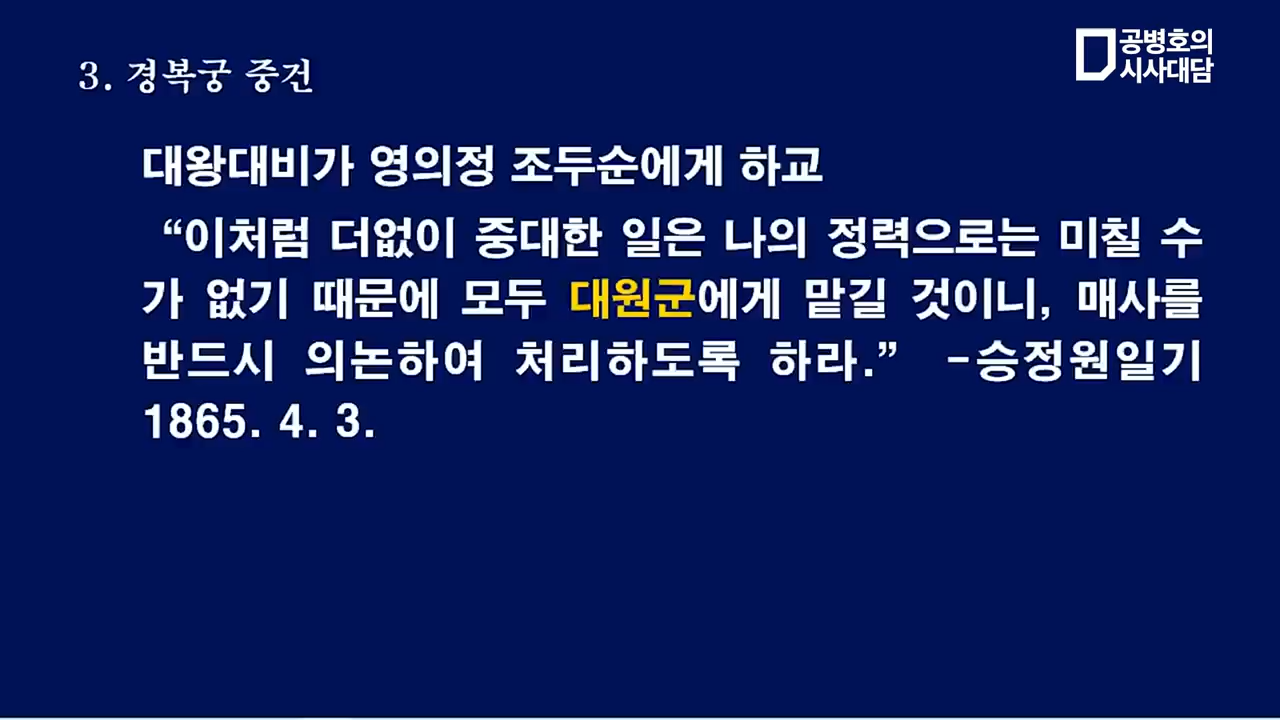 공병호의
시사대담
3. 경복궁 중건
대왕대비가 영의정 조두순에게 하교
“이처럼 더없이 중대한 일은 나의 정력으로는 미칠 수
가 없기 때문에 모두 대원군에게 맡길 것이니, 매사를
반드시 의논하여 처리하도록 하라.” -승정원일기
1865. 4. 3.